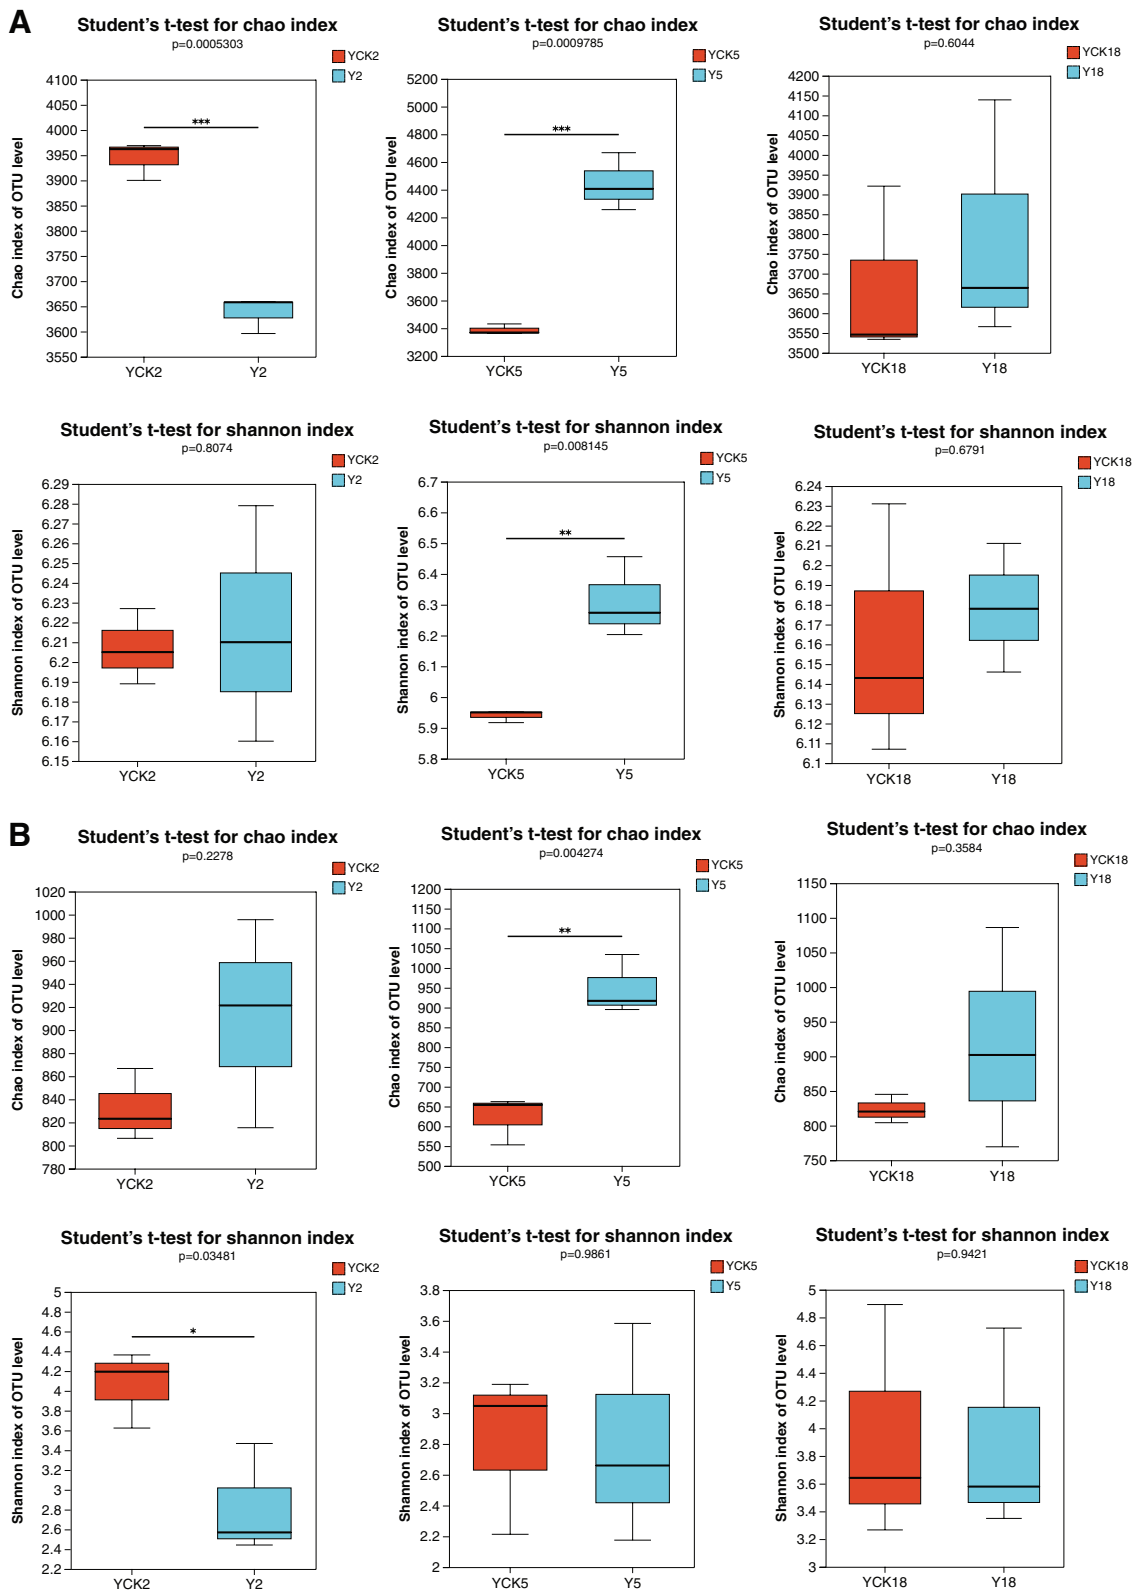 A
Student's t-test for chao index
p=0.0005303
YCK2
Y2
Chao index of OTU level
4100
4050
4000
3950
3900
3850
3800
3750
3700
3650
3600
3550
***
YCK2
Y2
Student's t-test for chao index
p=0.0009785
YCK5
Y5
Chao index of OTU level
5200
5000
4800
4600
4400
4200
4000
3800
3600
3400
3200
***
YCK5
Y5
Student's t-test for chao index
p=0.6044
YCK18
Y18
Chao index of OTU level
4200
4150
4100
4050
4000
3950
3900
3850
3800
3750
3700
3650
3600
3550
3500
YCK18
Y18
Student's t-test for shannon index
p=0.8074
YCK2
Y2
Shannon index of OTU level
6.29
6.28
6.27
6.26
6.25
6.24
6.23
6.22
6.21
6.2
6.19
6.18
6.17
6.16
6.15
YCK2
Y2
Student's t-test for shannon index
p=0.008145
YCK5
Y5
Shannon index of OTU level
6.7
6.6
6.5
6.4
6.3
6.2
6.1
6
5.9
5.8
**
YCK5
Y5
Student's t-test for shannon index
p=0.6791
YCK18
Y18
Shannon index of OTU level
6.24
6.23
6.22
6.21
6.2
6.19
6.18
6.17
6.16
6.15
6.14
6.13
6.12
6.11
6.1
YCK18
Y18
B
Student's t-test for chao index
p=0.2278
YCK2
Y2
Chao index of OTU level
1020
1000
980
960
940
920
900
880
860
840
820
800
780
YCK2
Y2
Student's t-test for chao index
p=0.004274
YCK5
Y5
Chao index of OTU level
1200
1150
1100
1050
1000
950
900
850
800
750
700
650
600
550
500
**
YCK5
Y5
Student's t-test for chao index
p=0.3584
YCK18
Y18
Chao index of OTU level
1150
1100
1050
1000
950
900
850
800
750
YCK18
Y18
Student's t-test for shannon index
p=0.03481
YCK2
Y2
Shannon index of OTU level
5
4.8
4.6
4.4
4.2
4
3.8
3.6
3.4
3.2
3
2.8
2.6
2.4
2.2
*
YCK2
Y2
Student's t-test for shannon index
p=0.9861
YCK5
Y5
Shannon index of OTU level
3.8
3.6
3.4
3.2
3
2.8
2.6
2.4
2.2
2
YCK5
Y5
Student's t-test for shannon index
p=0.9421
YCK18
Y18
Shannon index of OTU level
5
4.8
4.6
4.4
4.2
4
3.8
3.6
3.4
3.2
3
YCK18
Y18